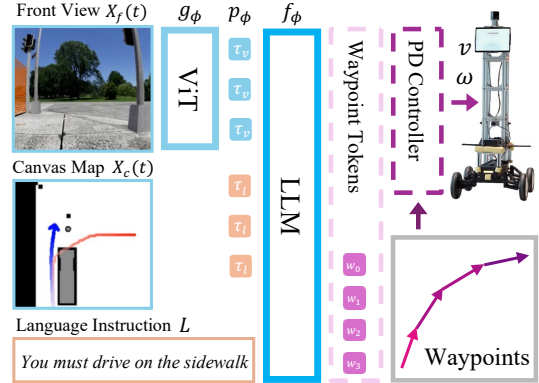 Front View X_f(t)
g_ϕ
p_ϕ
f_ϕ
ViT
τ_v
τ_v
τ_v
Waypoint Tokens
PD Controller
v
ω
Canvas Map X_c(t)
τ_l
τ_l
τ_l
LLM
w_0
w_1
w_2
w_3
Waypoints
Language Instruction L
You must drive on the sidewalk